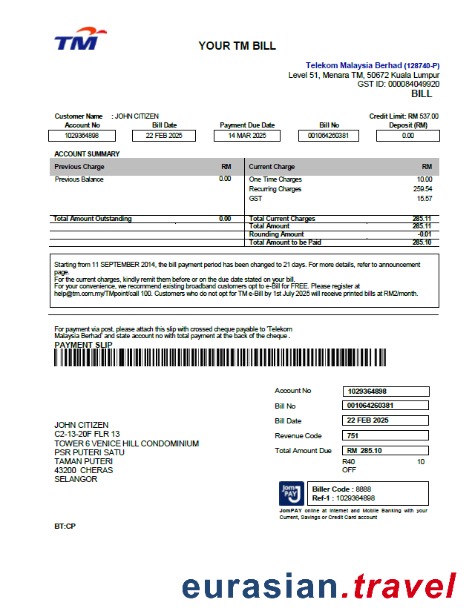 TM
YOUR TM BILL
Telekom Malaysia Berhad (128740-P)
Level 51, Menara TM, 50672 Kuala Lumpur
GST ID: 000084049920
BILL
Customer Name : JOHN CITIZEN
Credit Limit: RM 537.00
Account No Bill Date Payment Due Date Bill No Deposit (RM)
1029364898 22 FEB 2025 14 MAR 2025 001064260381 0.00
ACCOUNT SUMMARY
Previous Charge RM Current Charge RM
Previous Balance 0.00 One Time Charges 10.00
Recurring Charges 259.54
GST 15.57
Total Amount Outstanding 0.00 Total Current Charges 285.11
Total Amount 285.11
Rounding Amount -0.01
Total Amount to be Paid 285.10
Starting from 11 SEPTEMBER 2014, the bill payment period has been changed to 21 days. For more details, refer to announcement
page.
For the current charges, kindly remit them before or on the due date stated on your bill.
For your convenience, we recommend existing broadband customers opt to e-Bill for FREE. Please register at
help@tm.com.my/TMpoint/call 100. Customers who do not opt for TM e-Bill by 1st July 2025 will receive printed bills at RM2/month.
For payment via post, please attach this slip with crossed cheque payable to 'Telekom
Malaysia Berhad' and state account no with total payment at the back of the cheque .
PAYMENT SLIP
Account No 1029364898
Bill No 001064260381
Bill Date 22 FEB 2025
Revenue Code 751
Total Amount Due RM 285.10
R40 10
OFF
JOHN CITIZEN
C2-13-20F FLR 13
TOWER 6 VENICE HILL CONDOMINIUM
PSR PUTERI SATU
TAMAN PUTERI
43200 CHERAS
SELANGOR
Jom
PAY
Biller Code : 8888
Ref-1 : 1029364898
JomPAY online at Internet and Mobile Banking with your
Current, Savings or Credit Card account
BT:CP
eurasian.travel